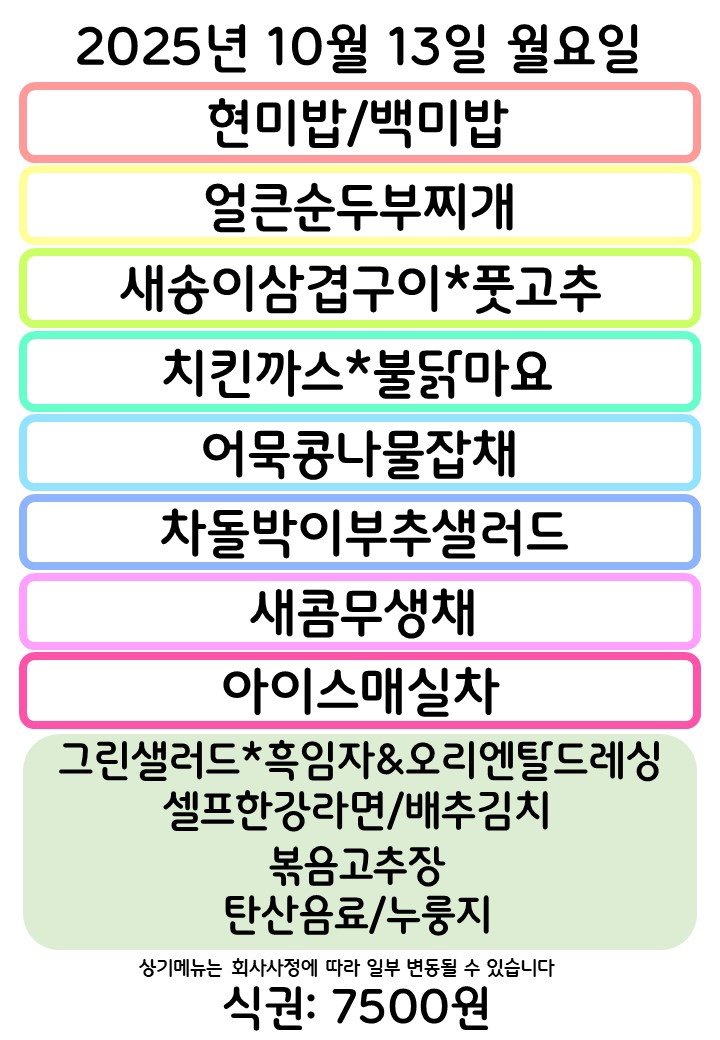 2025년 10월 13일 월요일
현미밥/백미밥
얼큰순두부찌개
새송이삼겹구이*풋고추
치킨까스*불닭마요
어묵콩나물잡채
차돌박이부추샐러드
새콤무생채
아이스매실차
그린샐러드*흑임자&오리엔탈드레싱
셀프한강라면/배추김치
볶음고추장
탄산음료/누룽지
상기메뉴는 회사사정에 따라 일부 변동될 수 있습니다
식권: 7500원